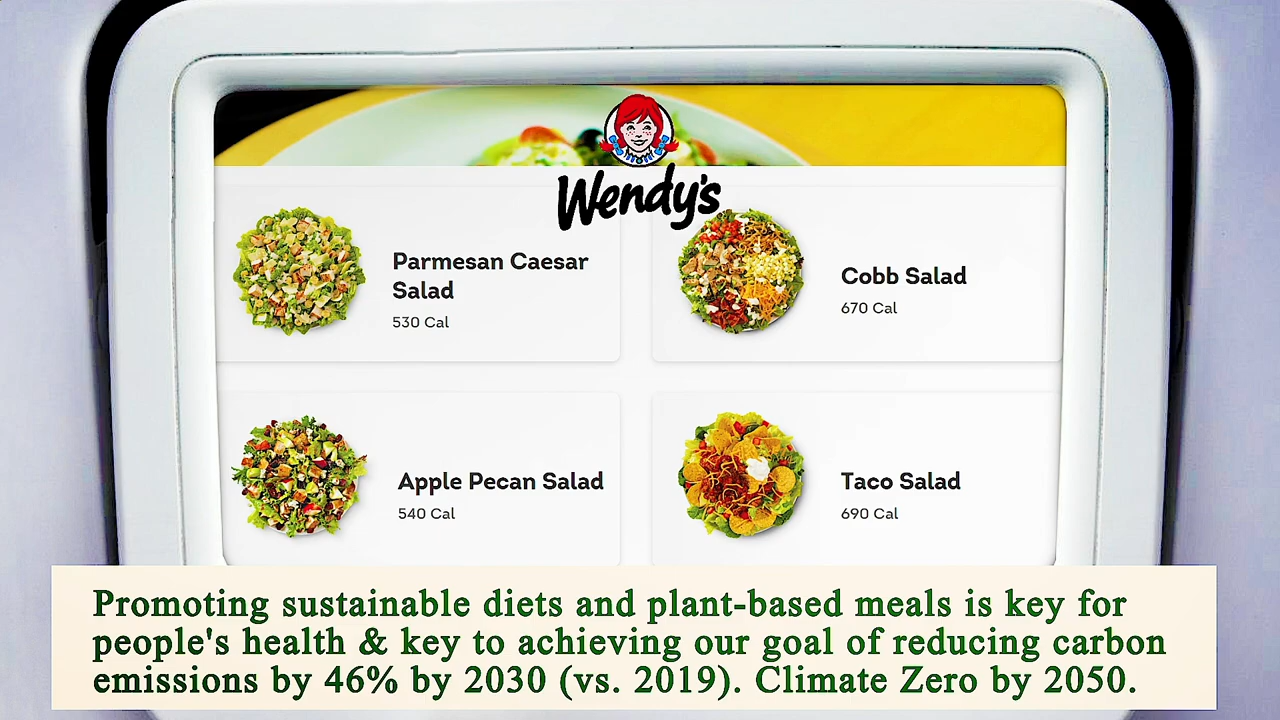 Wendy's
Parmesan Caesar
Salad
530 Cal
Cobb Salad
670 Cal
Apple Pecan Salad
540 Cal
Taco Salad
690 Cal
Promoting sustainable diets and plant-based meals is key for
people's health & key to achieving our goal of reducing carbon
emissions by 46% by 2030 (vs. 2019). Climate Zero by 2050.